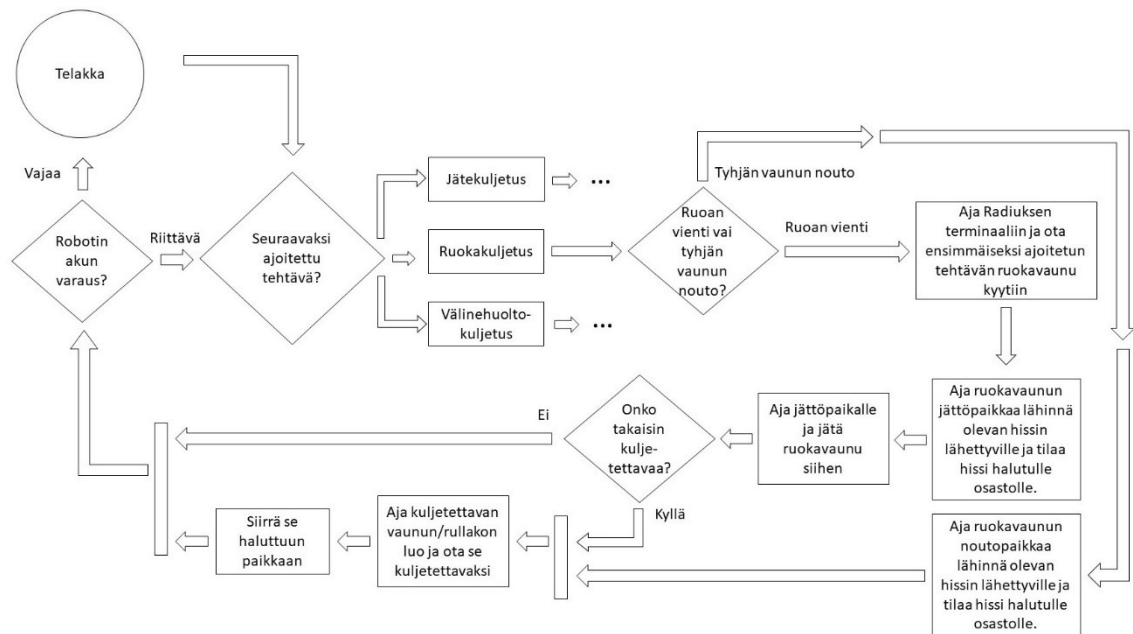 Telakka
Vajaa
Robotin
akun
varaus?
Riittävä
Seuraavaksi
ajoitettu
tehtävä?
Jätekuljetus
...
Ruokakuljetus
Välinehuolto-
kuljetus
...
Ruoan
vienti vai
tyhjän
vaunun
nouto?
Tyhjän vaunun nouto
Ruoan vienti
Aja Radiuksen
terminaaliin ja ota
ensimmäiseksi ajoitetun
tehtävän ruokavaunu
kyytiin
Aja ruokavaunun
jättöpaikkaa lähinnä
olevan hissin
lähettyville ja tilaa
hissi halutulle
osastolle.
Aja jättöpaikalle
ja jätä
ruokavaunu
siihen
Onko
takaisin
kulje-
tettavaa?
Ei
Kyllä
Aja ruokavaunun
noutopaikkaa
lähinnä olevan
hissin lähettyville ja
tilaa hissi halutulle
osastolle.
Aja kuljetettavan
vaunun/rullakon
luo ja ota se
kuljetettavaksi
Siirrä se
haluttuun
paikkaan